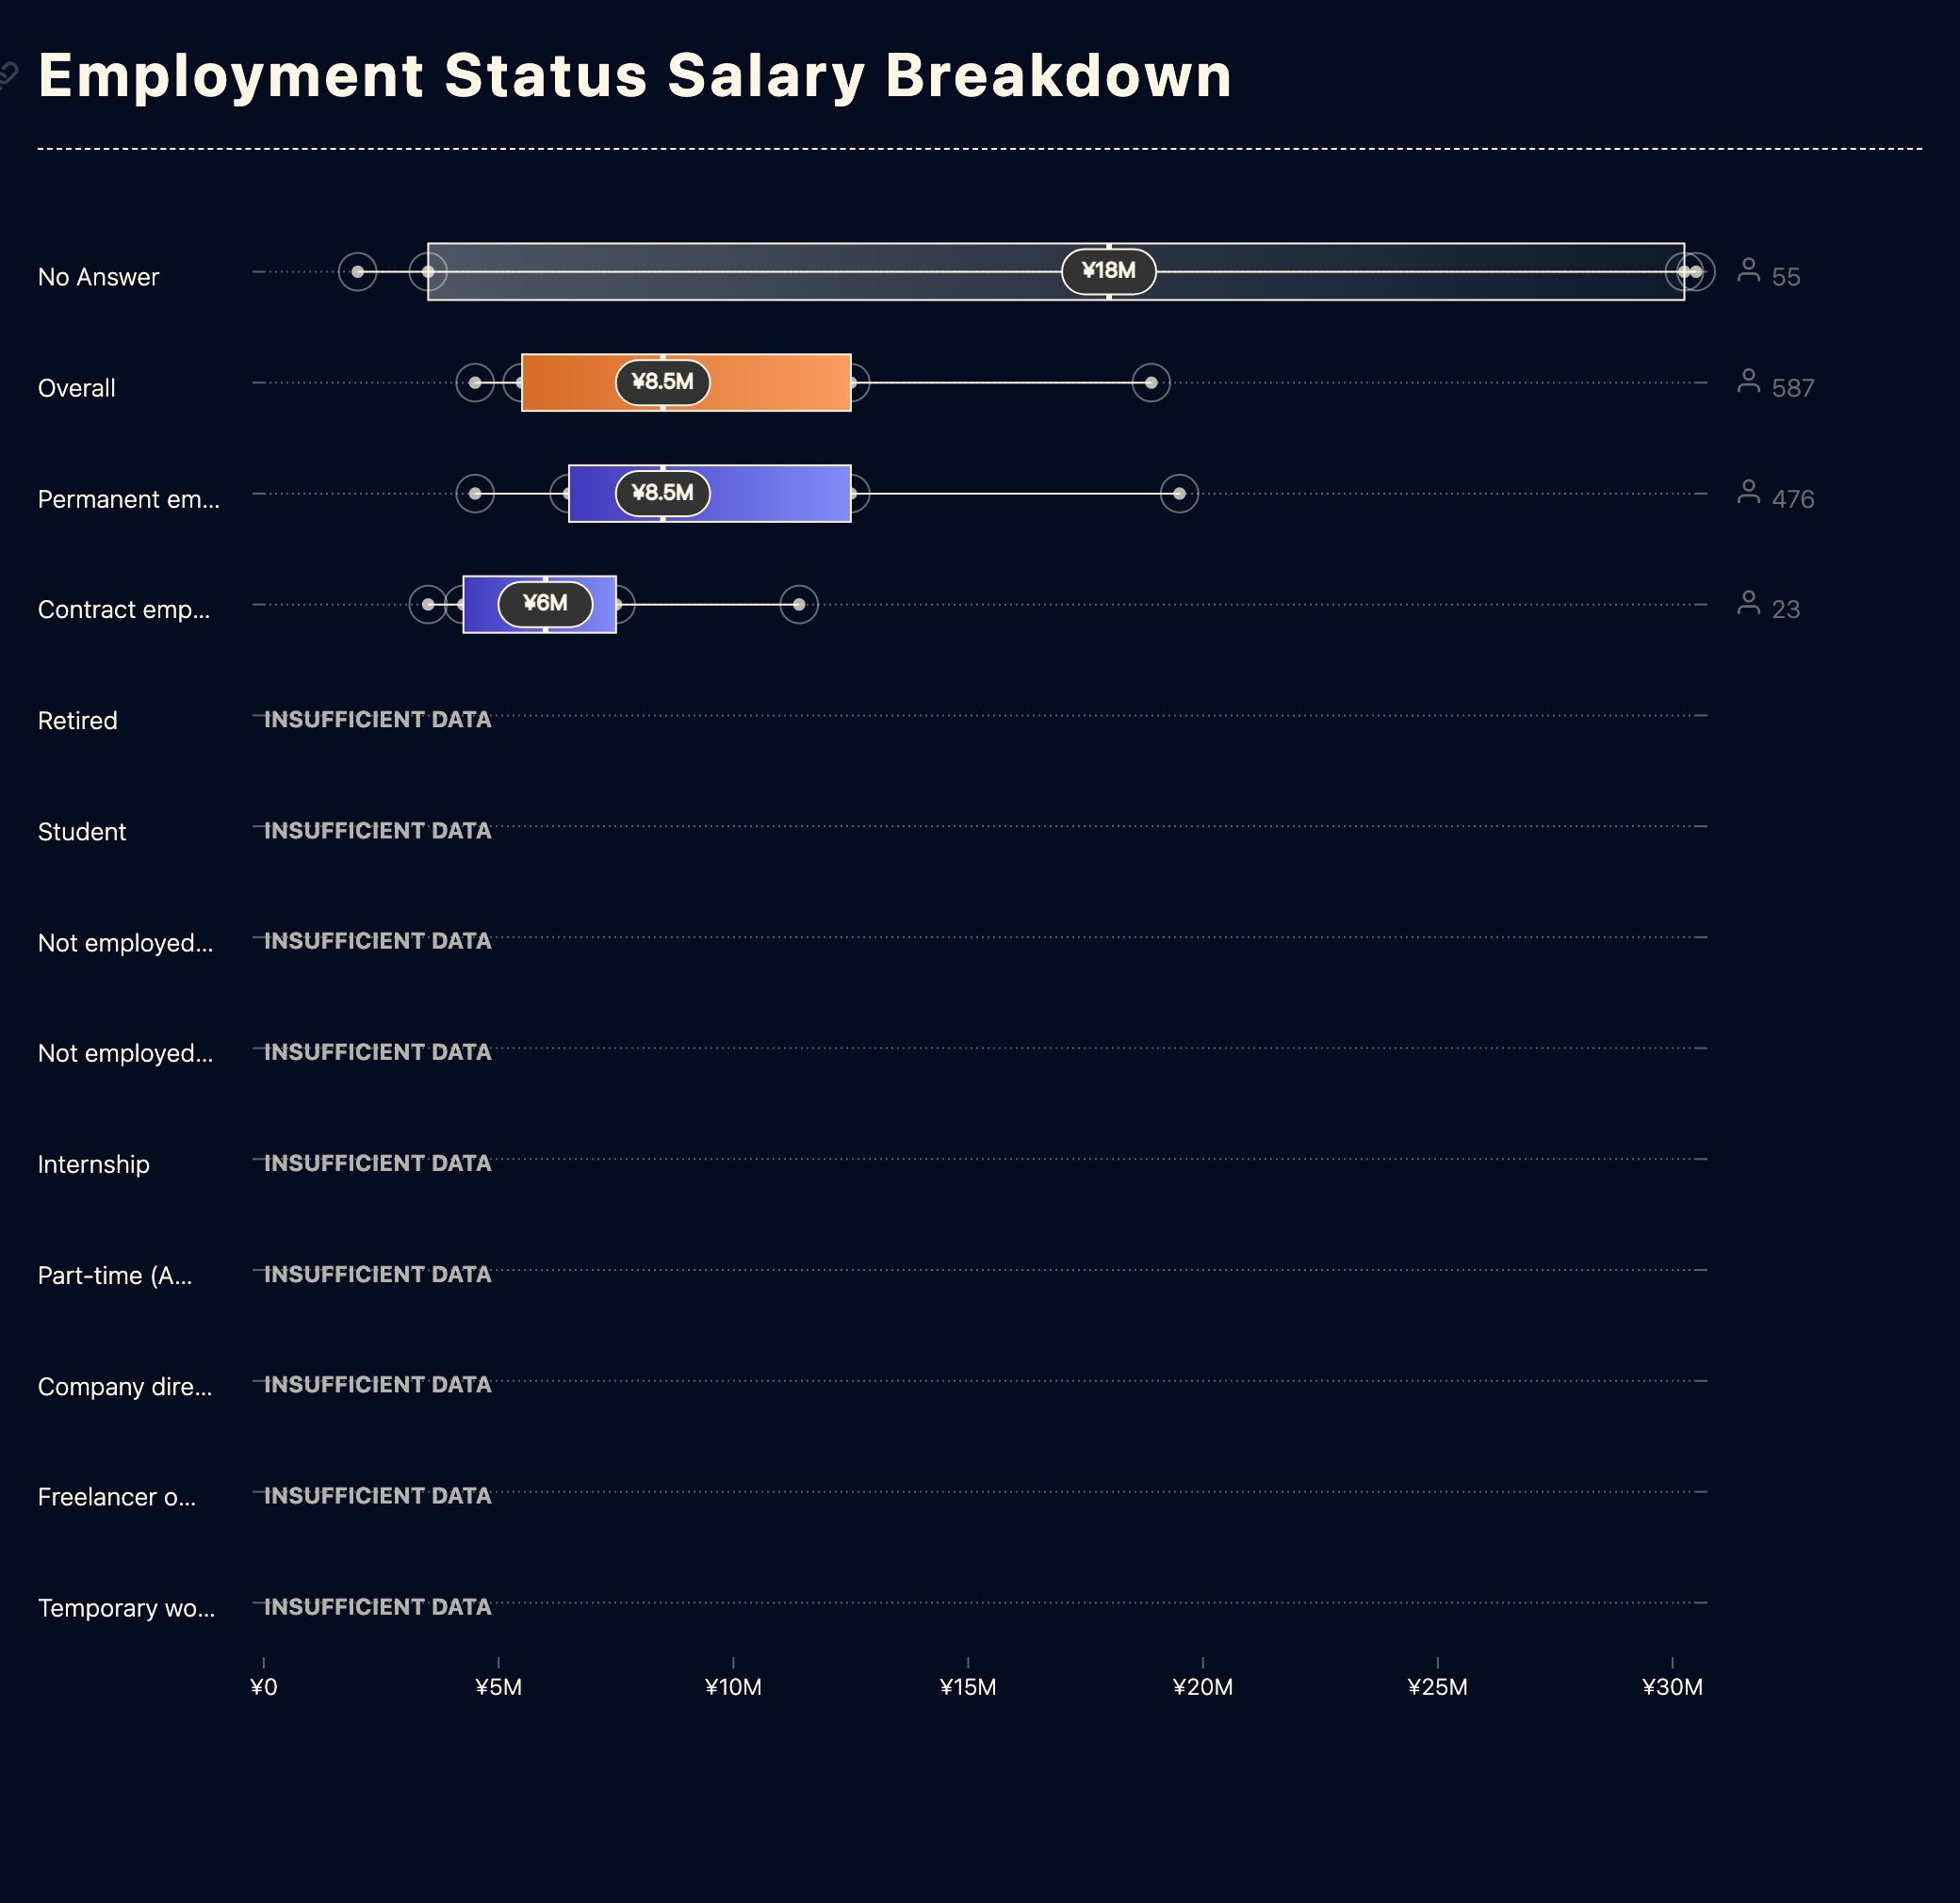 Employment Status Salary Breakdown
No Answer ¥18M 55
Overall ¥8.5M 587
Permanent em... ¥8.5M 476
Contract emp... ¥6M 23
Retired INSUFFICIENT DATA
Student INSUFFICIENT DATA
Not employed... INSUFFICIENT DATA
Not employed... INSUFFICIENT DATA
Internship INSUFFICIENT DATA
Part-time (A... INSUFFICIENT DATA
Company dire... INSUFFICIENT DATA
Freelancer o... INSUFFICIENT DATA
Temporary wo... INSUFFICIENT DATA
¥0 ¥5M ¥10M ¥15M ¥20M ¥25M ¥30M